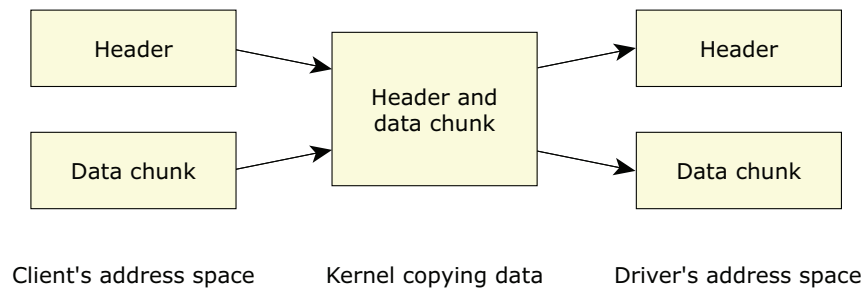 Header
Header
Header and
data chunk
Data chunk
Data chunk
Client's address space
Kernel copying data
Driver's address space